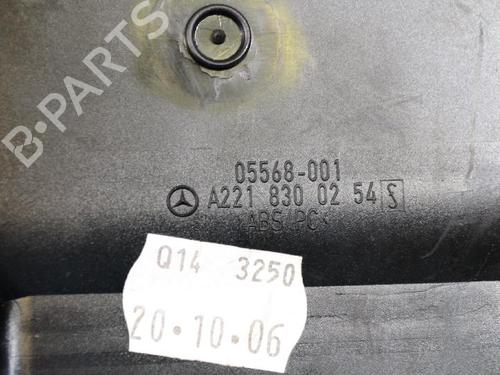 B-PARTS
05568-001
A221 830 02 54 S
>ABS/PC<
Q14 3250
20.10.06